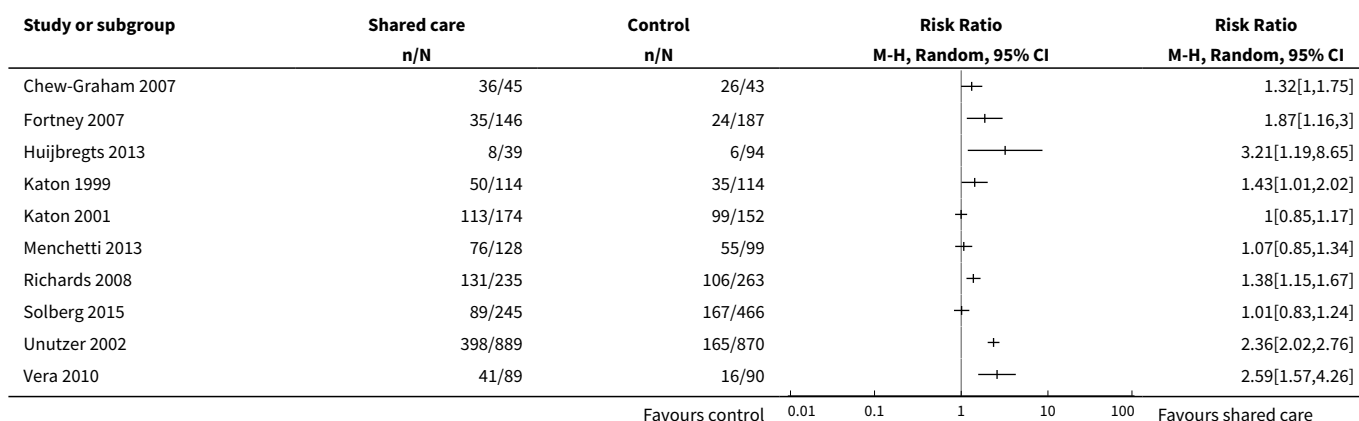 Study or subgroup Shared care Control Risk Ratio Risk Ratio
n/N n/N M-H, Random, 95% CI M-H, Random, 95% CI
Chew-Graham 2007 36/45 26/43 1.32[1,1.75]
Fortney 2007 35/146 24/187 1.87[1.16,3]
Huijbregts 2013 8/39 6/94 3.21[1.19,8.65]
Katon 1999 50/114 35/114 1.43[1.01,2.02]
Katon 2001 113/174 99/152 1[0.85,1.17]
Menchetti 2013 76/128 55/99 1.07[0.85,1.34]
Richards 2008 131/235 106/263 1.38[1.15,1.67]
Solberg 2015 89/245 167/466 1.01[0.83,1.24]
Unutzer 2002 398/889 165/870 2.36[2.02,2.76]
Vera 2010 41/89 16/90 2.59[1.57,4.26]
Favours control 0.01 0.1 1 10 100 Favours shared care